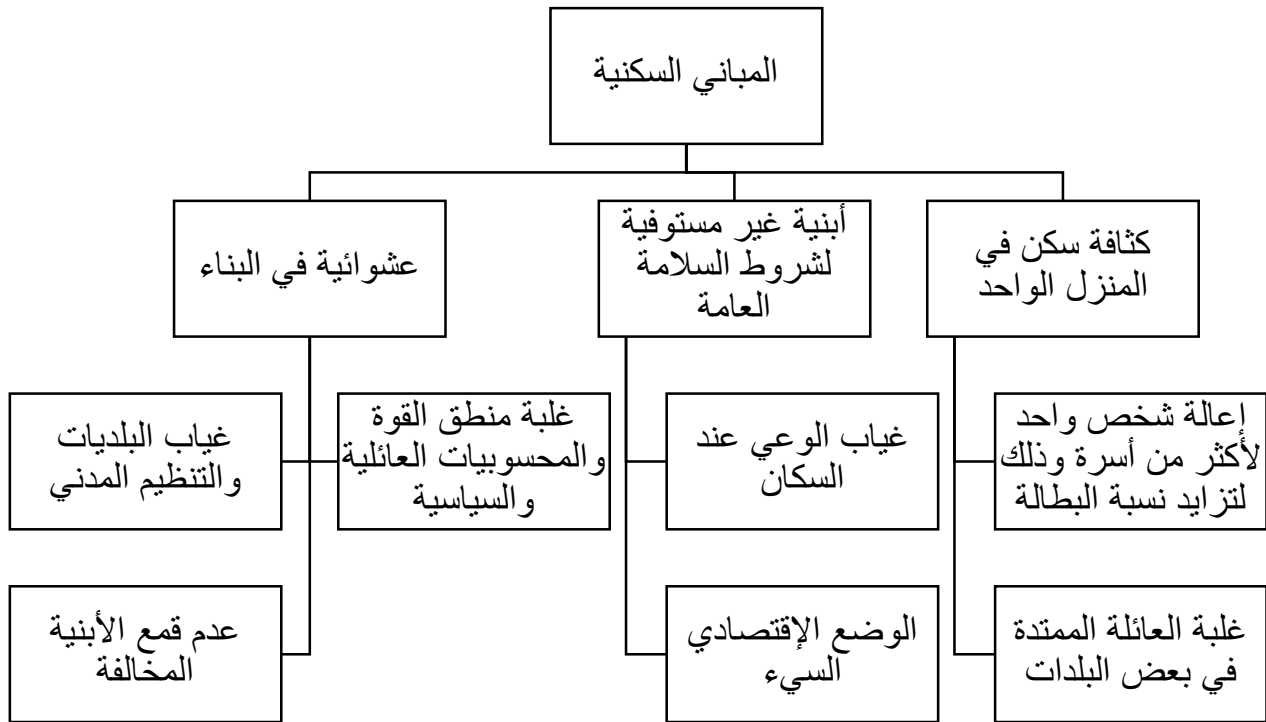 المباني السكنية
كثافة سكن في
المنزل الواحد
أبنية غير مستوفية
لشروط السلامة
العامة
عشوائية في البناء
إعالة شخص واحد
لأكثر من أسرة وذلك
لتزايد نسبة البطالة
غياب الوعي عند
السكان
غلبة منطق القوة
والمحسوبيات العائلية
والسياسية
غياب البلديات
والتنظيم المدني
غلبة العائلة الممتدة
في بعض البلدات
الوضع الإقتصادي
السيء
عدم قمع الأبنية
المخالفة